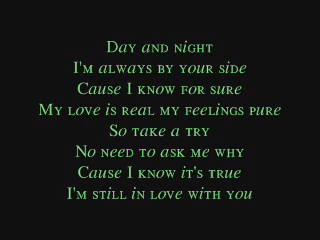 Day and night
I'm always by your side
Cause I know for sure
My love is real my feelings pure
So take a try
No need to ask me why
Cause I know it's true
I'm still in love with you